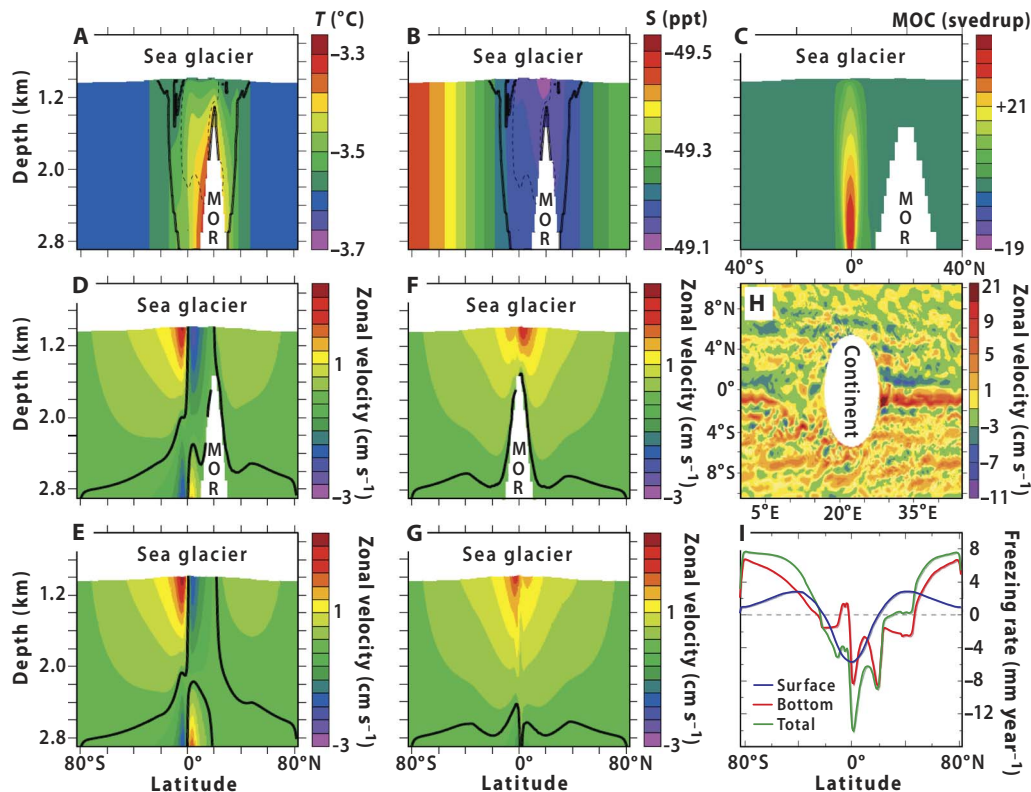 A
T (°C)
Sea glacier
MOR
Depth (km)
1.2
2.0
2.8
–3.3
–3.5
–3.7
B
S (ppt)
Sea glacier
MOR
–49.5
–49.3
–49.1
C
MOC (svedrup)
Sea glacier
MOR
+21
–19
40°S
0°
40°N
D
Sea glacier
MOR
Depth (km)
1.2
2.0
2.8
1
–3
Zonal velocity (cm s⁻¹)
F
Sea glacier
MOR
1
–3
Zonal velocity (cm s⁻¹)
H
Continent
8°N
4°N
0°
4°S
8°S
5°E
20°E
35°E
21
9
5
1
–3
–7
–11
Zonal velocity (cm s⁻¹)
E
Sea glacier
Depth (km)
1.2
2.0
2.8
80°S
0°
80°N
Latitude
1
–3
Zonal velocity (cm s⁻¹)
G
Sea glacier
80°S
0°
80°N
Latitude
1
–3
Zonal velocity (cm s⁻¹)
I
Surface
Bottom
Total
8
4
0
–4
–8
–12
Freezing rate (mm year⁻¹)
80°S
0°
80°N
Latitude